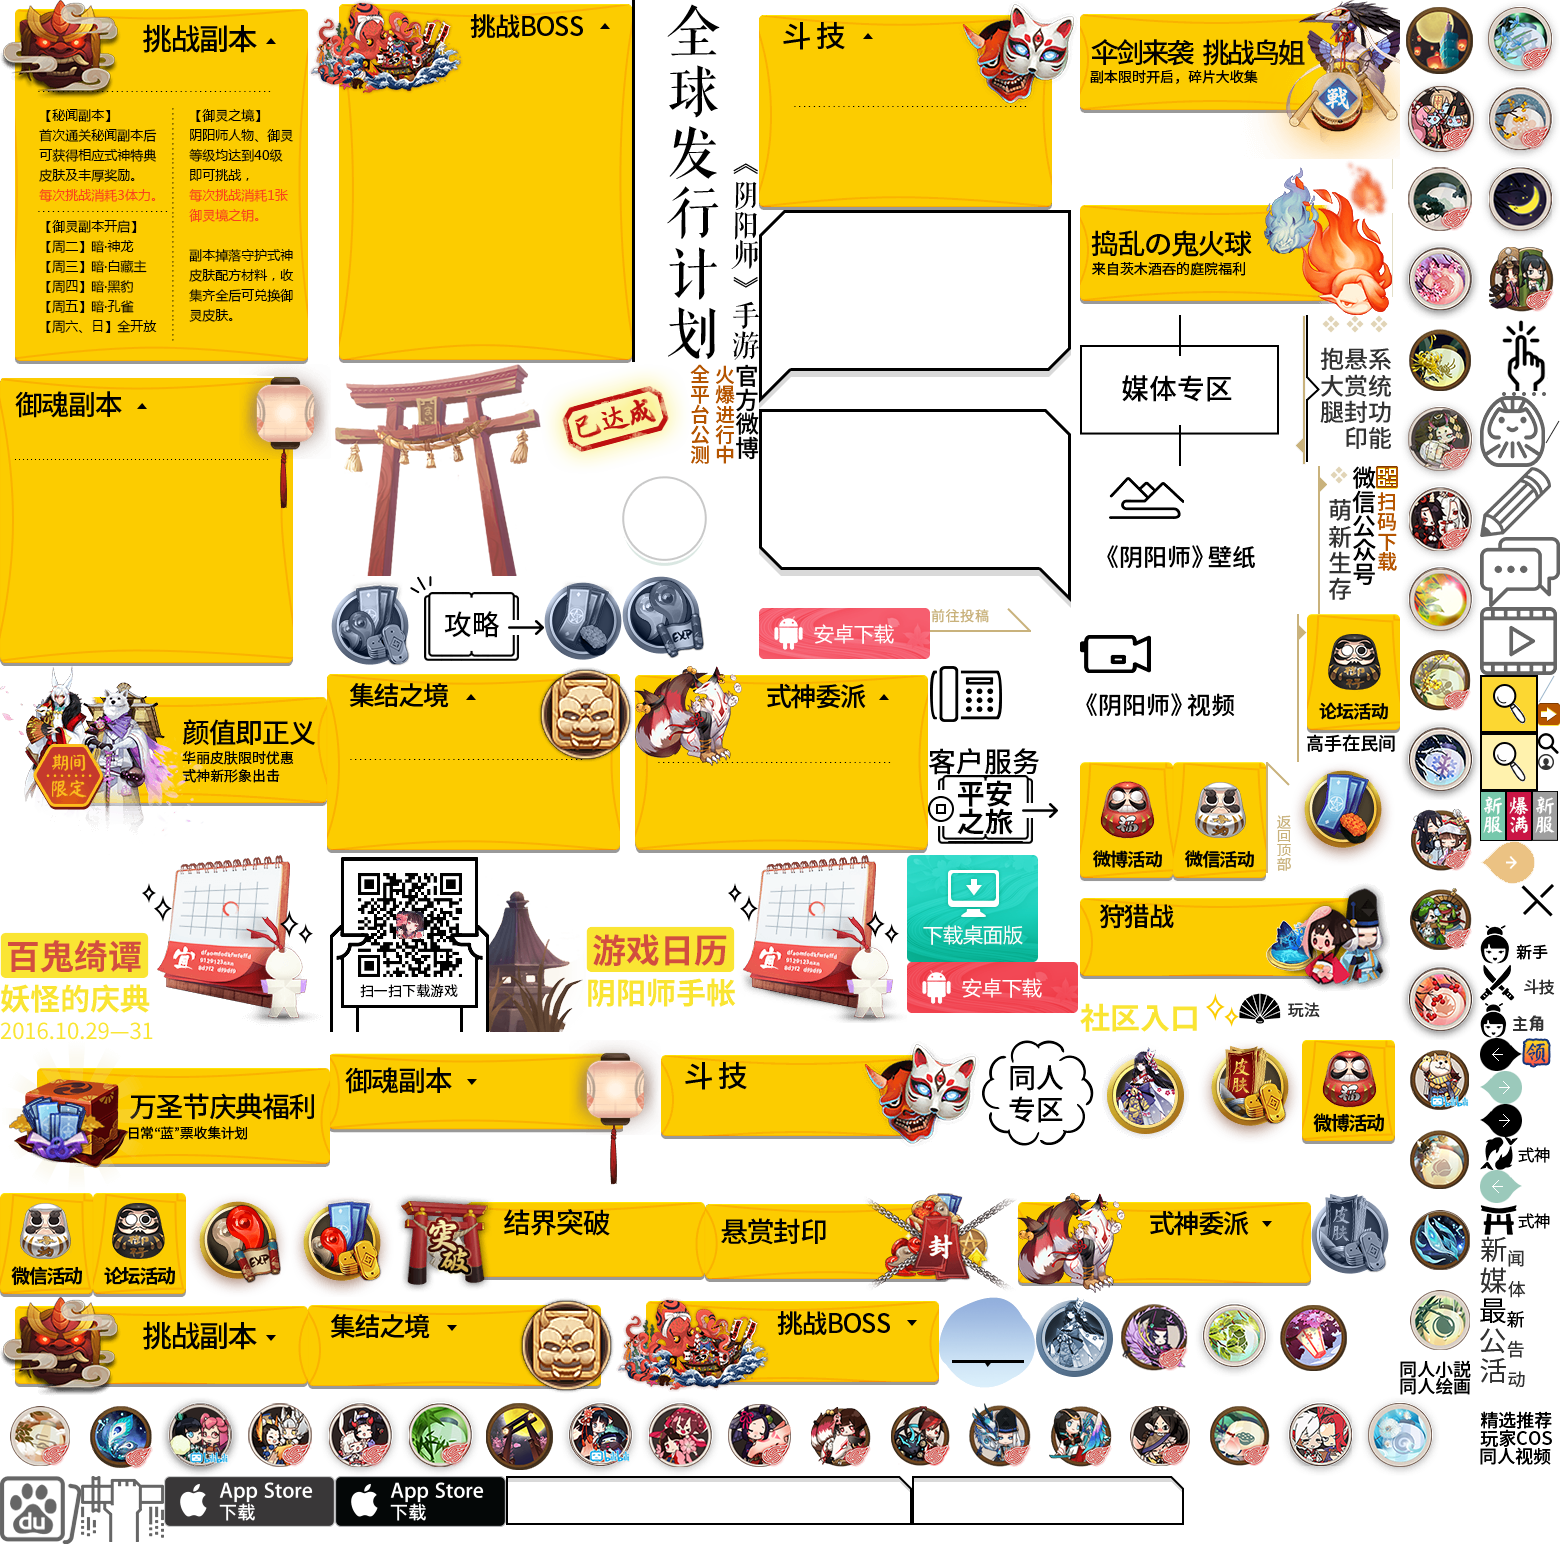 挑战副本
【秘闻副本】
首次通关秘闻副本后
可获得相应式神特典
皮肤及丰厚奖励。
每次挑战消耗3体力。
【御灵副本开启】
【周二】暗·神龙
【周三】暗·白藏主
【周四】暗·黑豹
【周五】暗·孔雀
【周六、日】全开放
【御灵之境】
阴阳师人物、御灵
等级均达到40级
即可挑战，
每次挑战消耗1张
御灵境之钥。
副本掉落守护式神
皮肤配方材料，收
集齐全后可兑换御
灵皮肤。
挑战BOSS
全球发行计划
《阴阳师》手游
斗技
伞剑来袭 挑战鸟姐
副本限时开启，碎片大收集
戰
捣乱の鬼火球
来自茨木酒吞的庭院福利
御魂副本
已达成
全平台公测
火爆进行中
官方微博
媒体专区
抱大腿
悬赏封印
系统功能
《阴阳师》壁纸
萌新生存
微信公众号
扫码下载
攻略
EXP
安卓下载
前往投稿
《阴阳师》视频
论坛活动
高手在民间
颜值即正义
华丽皮肤限时优惠
式神新形象出击
期间
限定
集结之境
式神委派
客户服务
平安
之旅
微博活动
微信活动
返回顶部
新服
爆满
新服
百鬼绮谭
妖怪的庆典
2016.10.29—31
宜
扫一扫下载游戏
游戏日历
阴阳师手帐
宜
下载桌面版
安卓下载
狩猎战
社区入口
玩法
新手
斗技
主角
领
式神
式神
万圣节庆典福利
日常“蓝”票收集计划
御魂副本
斗技
同人
专区
皮肤
微博活动
微信活动
论坛活动
EXP
突破
结界突破
悬赏封印
封
式神委派
皮肤
新闻
媒体
最新
公告
活动
挑战副本
集结之境
挑战BOSS
同人小説
同人绘画
精选推荐
玩家COS
同人视频
du
App Store
下载
App Store
下载